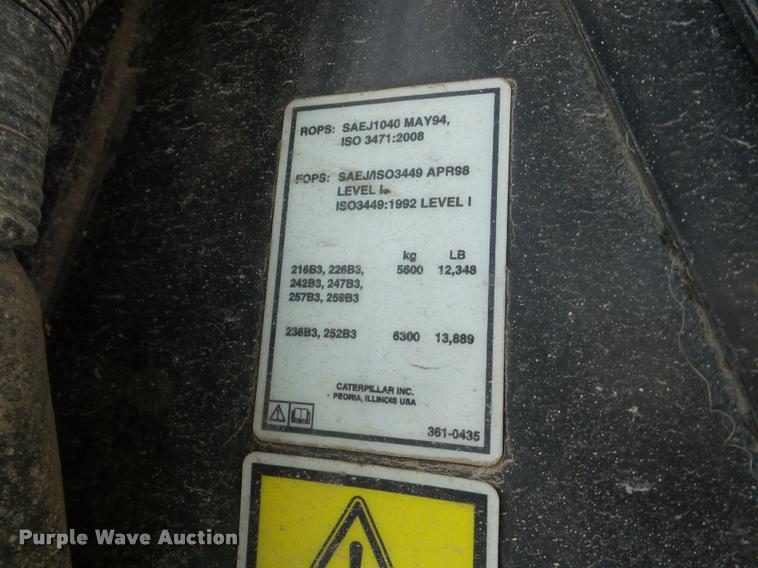 ROPS: SAEJ1040 MAY94,
ISO 3471:2008
FOPS: SAEJ/ISO3449 APR98
LEVEL I.
ISO3449:1992 LEVEL I
kg LB
216B3, 226B3, 5600 12,348
242B3, 247B3,
257B3, 259B3
236B3, 252B3 6300 13,889
CATERPILLAR INC.
PEORIA, ILLINOIS USA
361-0435
Purple Wave Auction